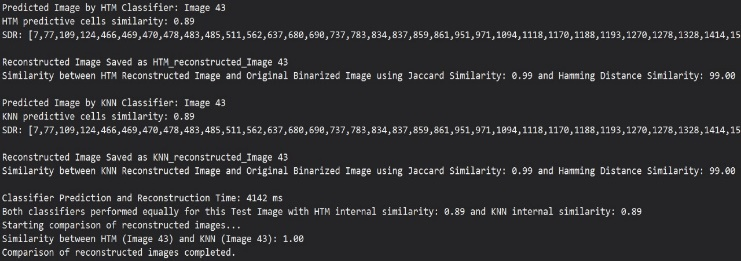 Predicted Image by HTM Classifier: Image 43
HTM predictive cells similarity: 0.89
SDR: [7,77,109,124,466,469,470,478,483,485,511,562,637,680,690,737,783,834,837,859,861,951,971,1094,1118,1170,1188,1193,1270,1278,1328,1414,15
Reconstructed Image Saved as HTM_reconstructed_Image 43
Similarity between HTM Reconstructed Image and Original Binarized Image using Jaccard Similarity: 0.99 and Hamming Distance Similarity: 99.00
Predicted Image by KNN Classifier: Image 43
KNN predictive cells similarity: 0.89
SDR: [7,77,109,124,466,469,470,478,483,485,511,562,637,680,690,737,783,834,837,859,861,951,971,1094,1118,1170,1188,1193,1270,1278,1328,1414,15
Reconstructed Image Saved as KNN_reconstructed_Image 43
Similarity between KNN Reconstructed Image and Original Binarized Image using Jaccard Similarity: 0.99 and Hamming Distance Similarity: 99.00
Classifier Prediction and Reconstruction Time: 4142 ms
Both classifiers performed equally for this Test Image with HTM internal similarity: 0.89 and KNN internal similarity: 0.89
Starting comparison of reconstructed images...
Similarity between HTM (Image 43) and KNN (Image 43): 1.00
Comparison of reconstructed images completed.